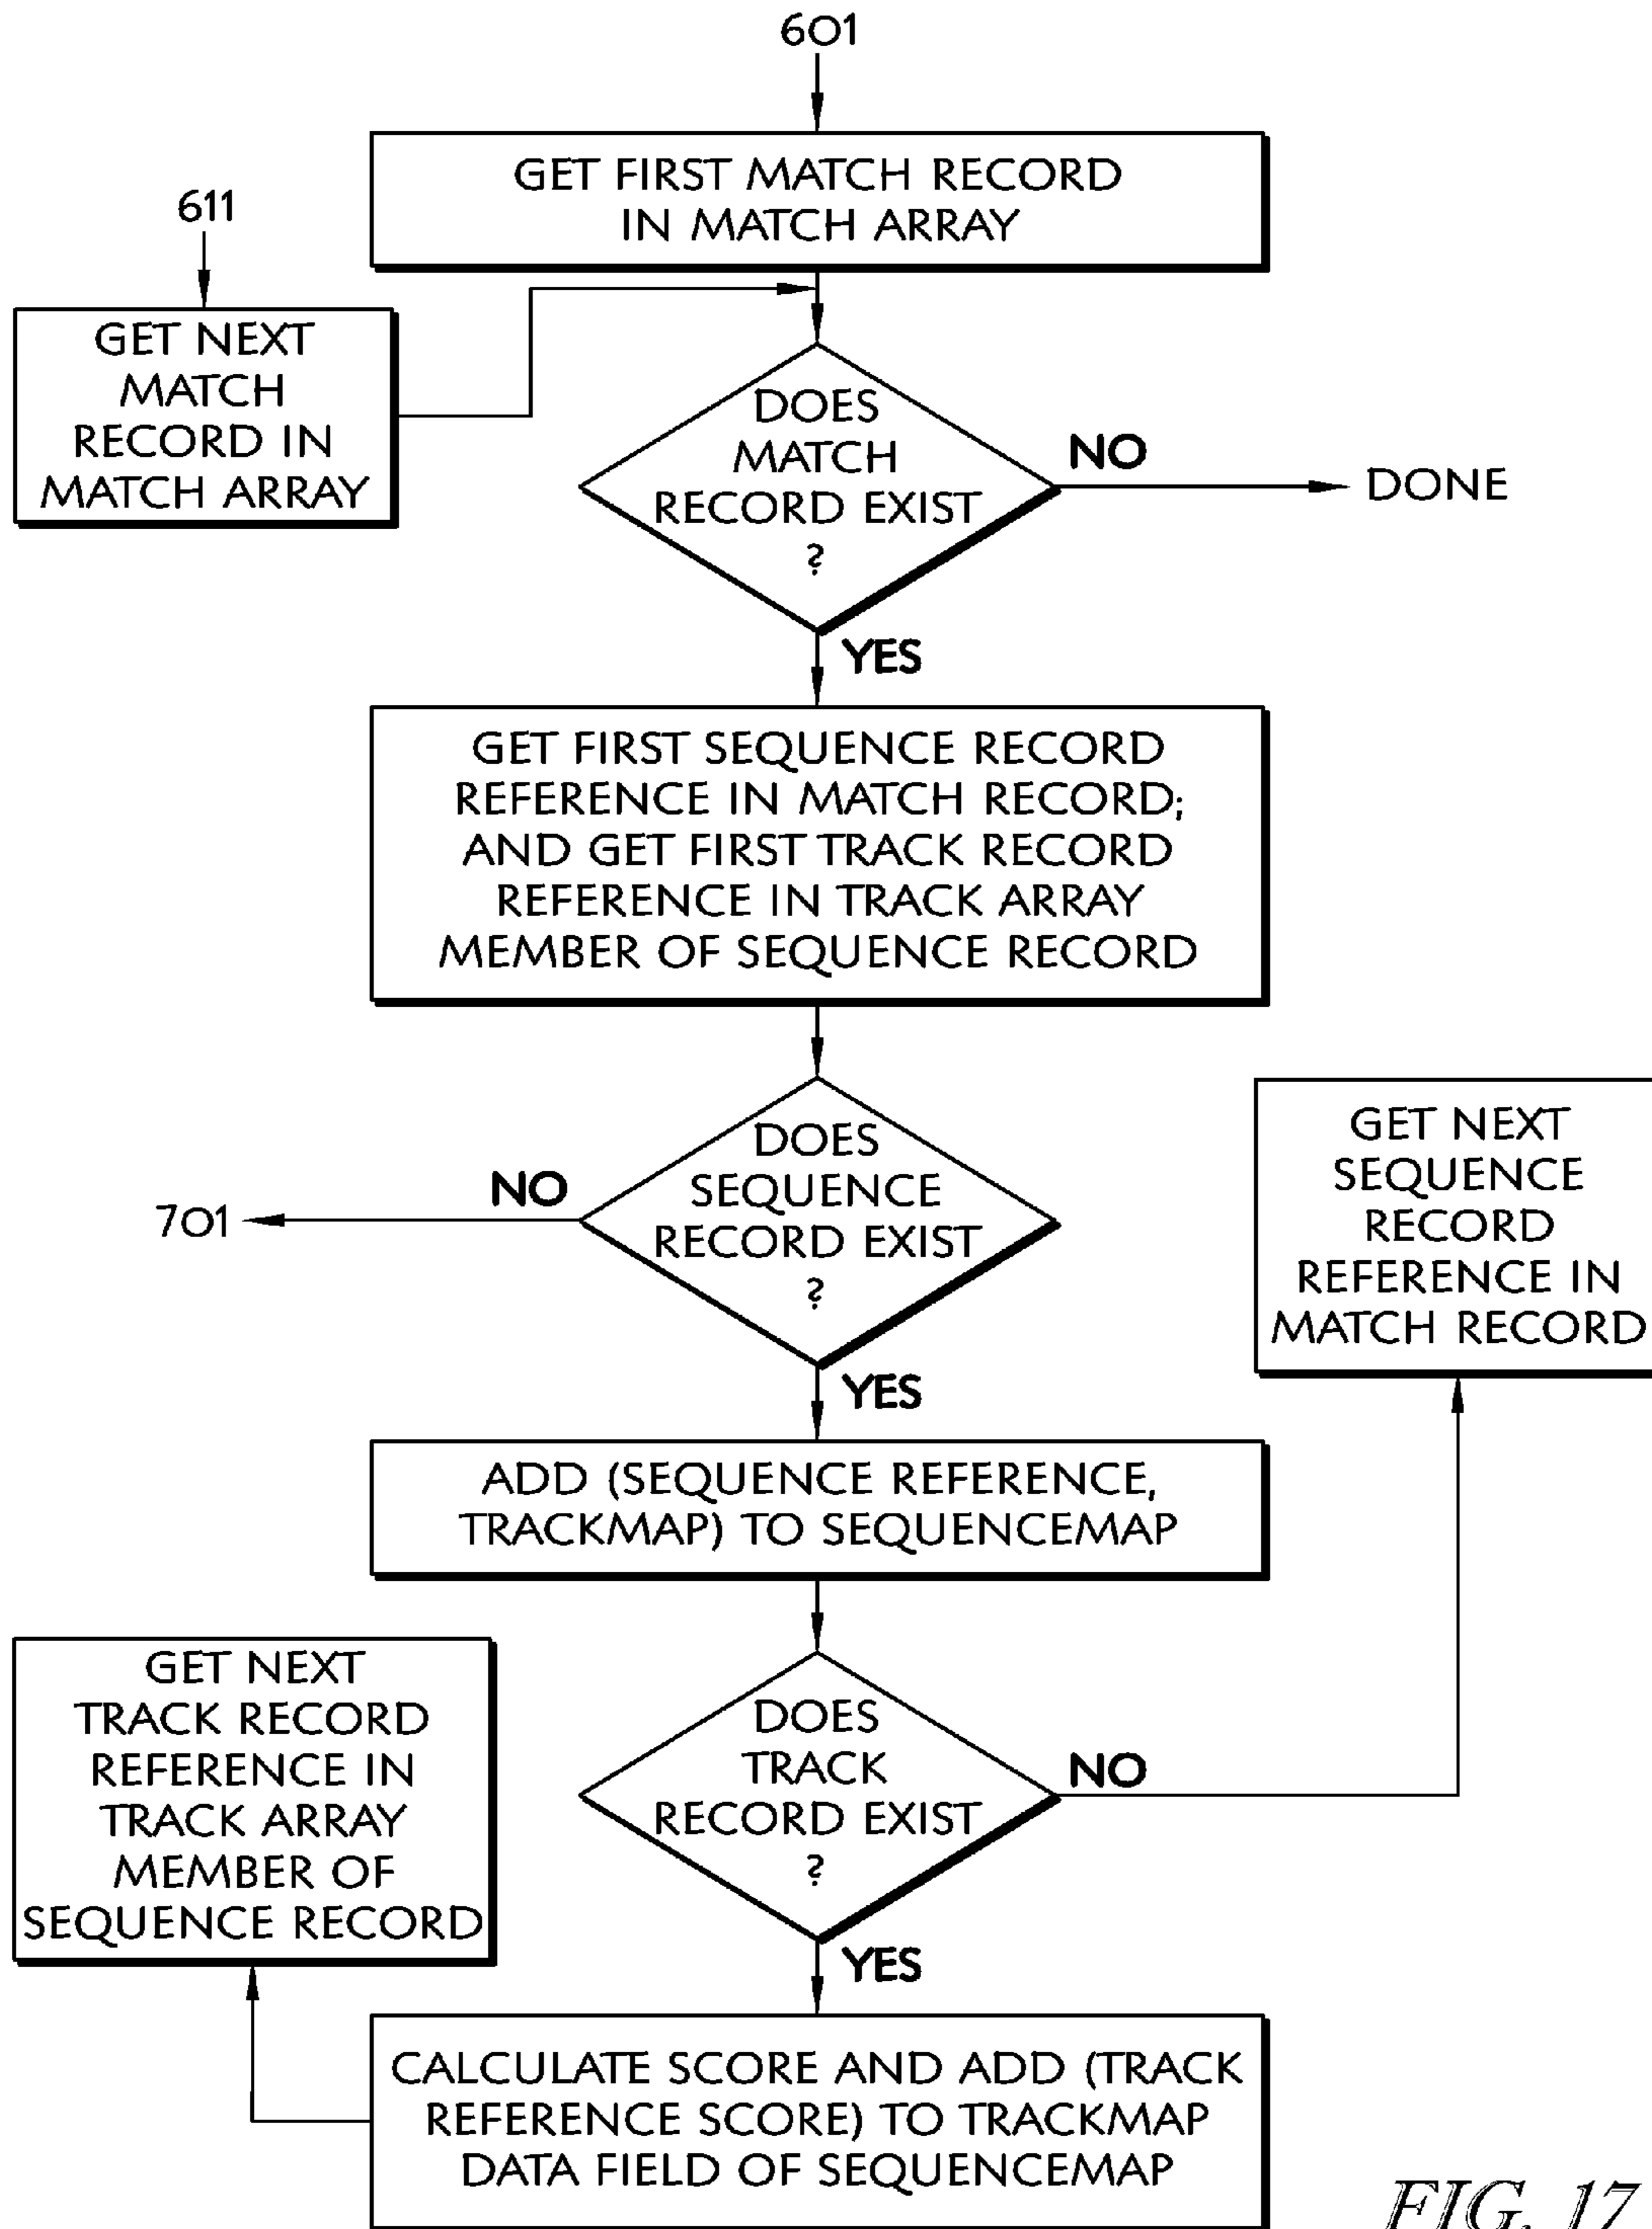 601
GET FIRST MATCH RECORD
IN MATCH ARRAY
611
GET NEXT
MATCH
RECORD IN
MATCH ARRAY
DOES
MATCH
RECORD EXIST
?
NO
DONE
YES
GET FIRST SEQUENCE RECORD
REFERENCE IN MATCH RECORD;
AND GET FIRST TRACK RECORD
REFERENCE IN TRACK ARRAY
MEMBER OF SEQUENCE RECORD
DOES
SEQUENCE
RECORD EXIST
?
NO
701
YES
GET NEXT
SEQUENCE
RECORD
REFERENCE IN
MATCH RECORD
ADD (SEQUENCE REFERENCE,
TRACKMAP) TO SEQUENCEMAP
GET NEXT
TRACK RECORD
REFERENCE IN
TRACK ARRAY
MEMBER OF
SEQUENCE RECORD
DOES
TRACK
RECORD EXIST
?
NO
YES
CALCULATE SCORE AND ADD (TRACK
REFERENCE SCORE) TO TRACKMAP
DATA FIELD OF SEQUENCEMAP
FIG. 17